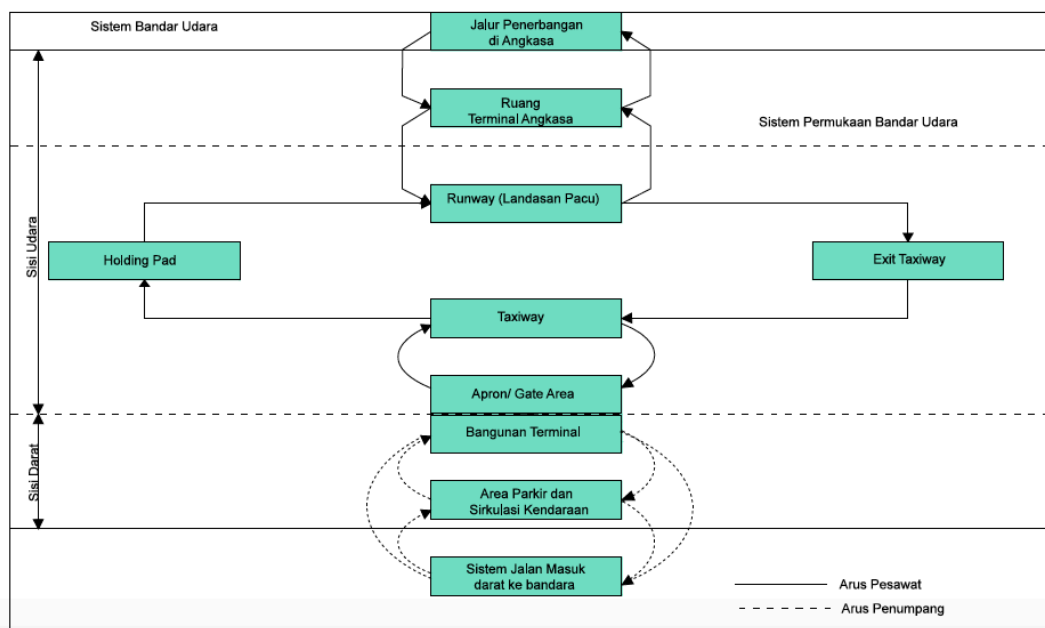 Sistem Bandar Udara
Jalur Penerbangan
di Angkasa
Ruang
Terminal Angkasa
Sistem Permukaan Bandar Udara
Runway (Landasan Pacu)
Sisi Udara
Holding Pad
Exit Taxiway
Taxiway
Apron/ Gate Area
Bangunan Terminal
Sisi Darat
Area Parkir dan
Sirkulasi Kendaraan
Sistem Jalan Masuk
darat ke bandara
Arus Pesawat
Arus Penumpang